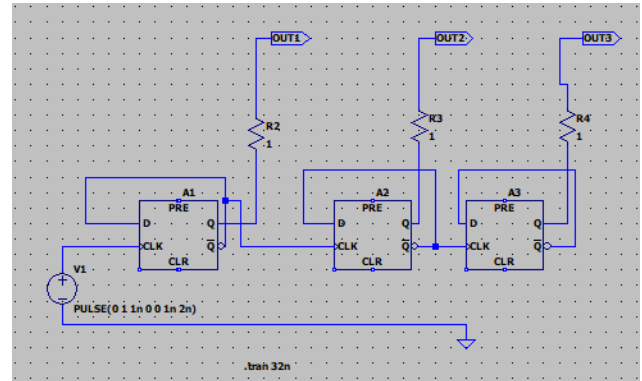 OUT1 OUT2 OUT3
R2 R3 R4
1 1 1
A1 A2 A3
PRE PRE PRE
D Q D Q D Q
CLK Q CLK Q CLK Q
CLR CLR CLR
V1
PULSE(0 1 1n 0 0 1n 2n)
.tran 32n